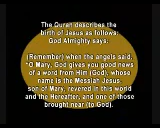 The Quran describes the
birth of Jesus as follows:
God Almighty says:
(Remember) when the angels said,
"O Mary, God gives you good news
of a word from Him (God), whose
name is the Messiah Jesus,
son of Mary, revered in this world
and the Hereafter, and one of those
brought near (to God).